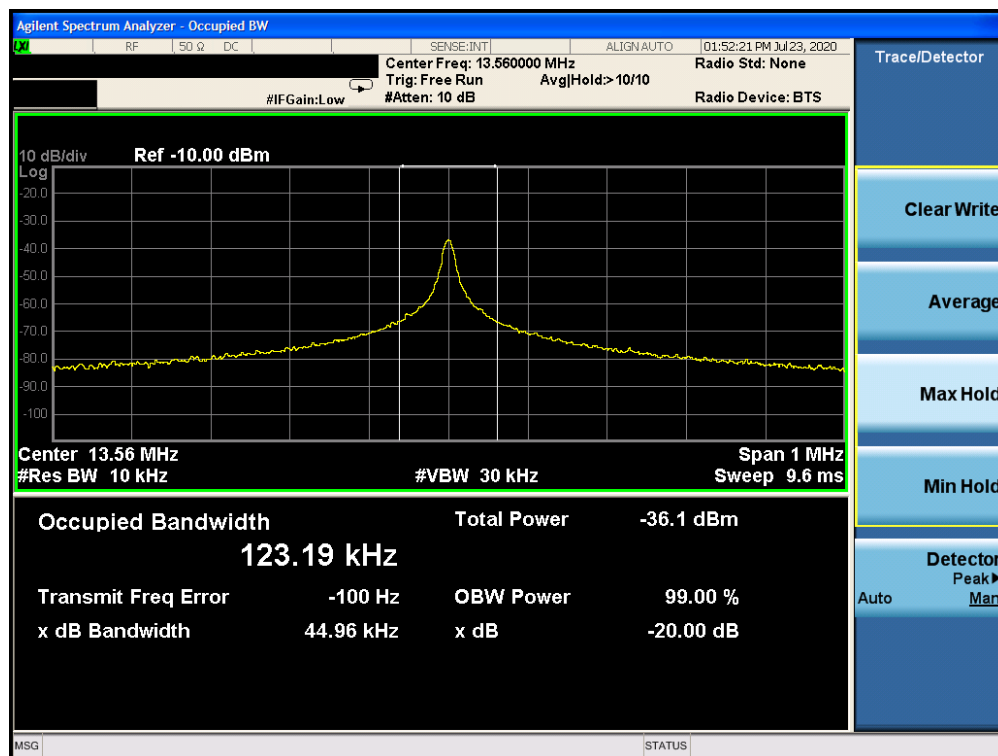 Agilent Spectrum Analyzer - Occupied BW
LXI RF 50 Ω DC SENSE:INT ALIGN AUTO 01:52:21 PM Jul 23, 2020
Center Freq: 13.560000 MHz Radio Std: None
Trig: Free Run Avg|Hold:> 10/10
#IFGain:Low #Atten: 10 dB Radio Device: BTS
10 dB/div Ref -10.00 dBm
Log
-20.0
-30.0
-40.0
-50.0
-60.0
-70.0
-80.0
-90.0
-100
Center 13.56 MHz Span 1 MHz
#Res BW 10 kHz #VBW 30 kHz Sweep 9.6 ms
Occupied Bandwidth Total Power -36.1 dBm
123.19 kHz
Transmit Freq Error -100 Hz OBW Power 99.00 %
x dB Bandwidth 44.96 kHz x dB -20.00 dB
MSG STATUS
Trace/Detector
Clear Write
Average
Max Hold
Min Hold
Detector
Peak
Auto Man